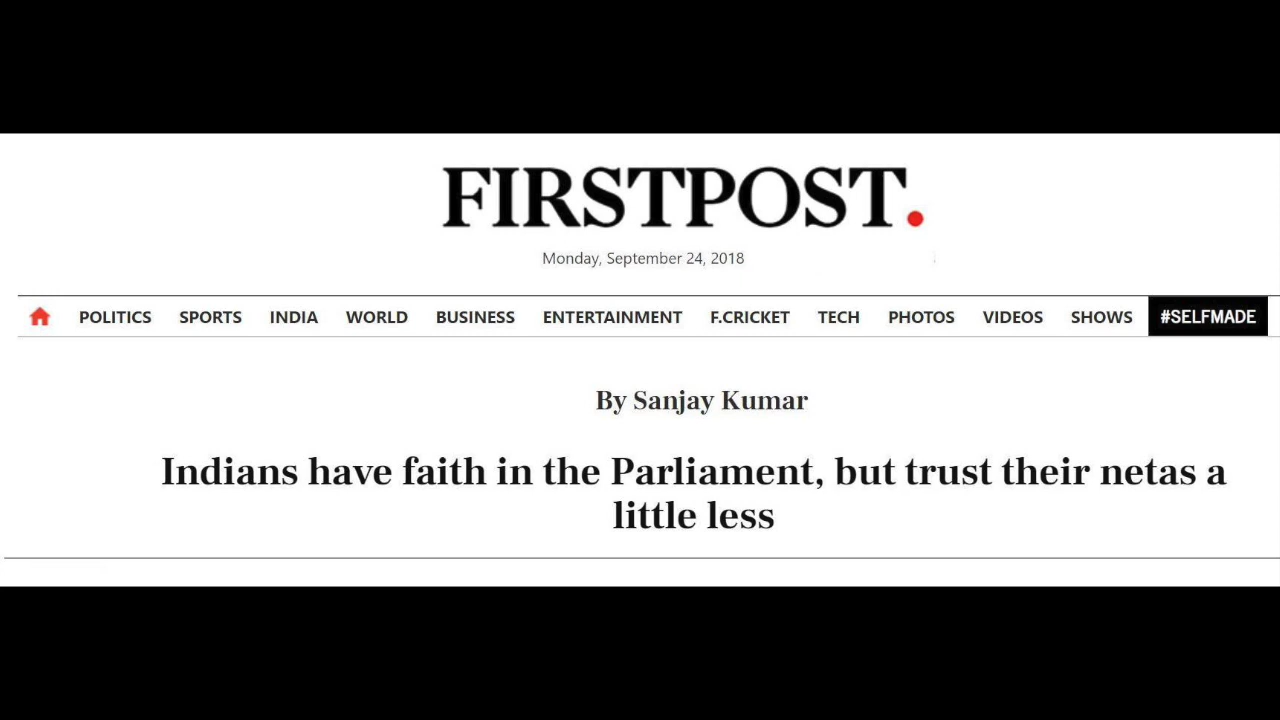 FIRSTPOST.
Monday, September 24, 2018
POLITICS SPORTS INDIA WORLD BUSINESS ENTERTAINMENT F.CRICKET TECH PHOTOS VIDEOS SHOWS #SELFMADE
By Sanjay Kumar
Indians have faith in the Parliament, but trust their netas a
little less